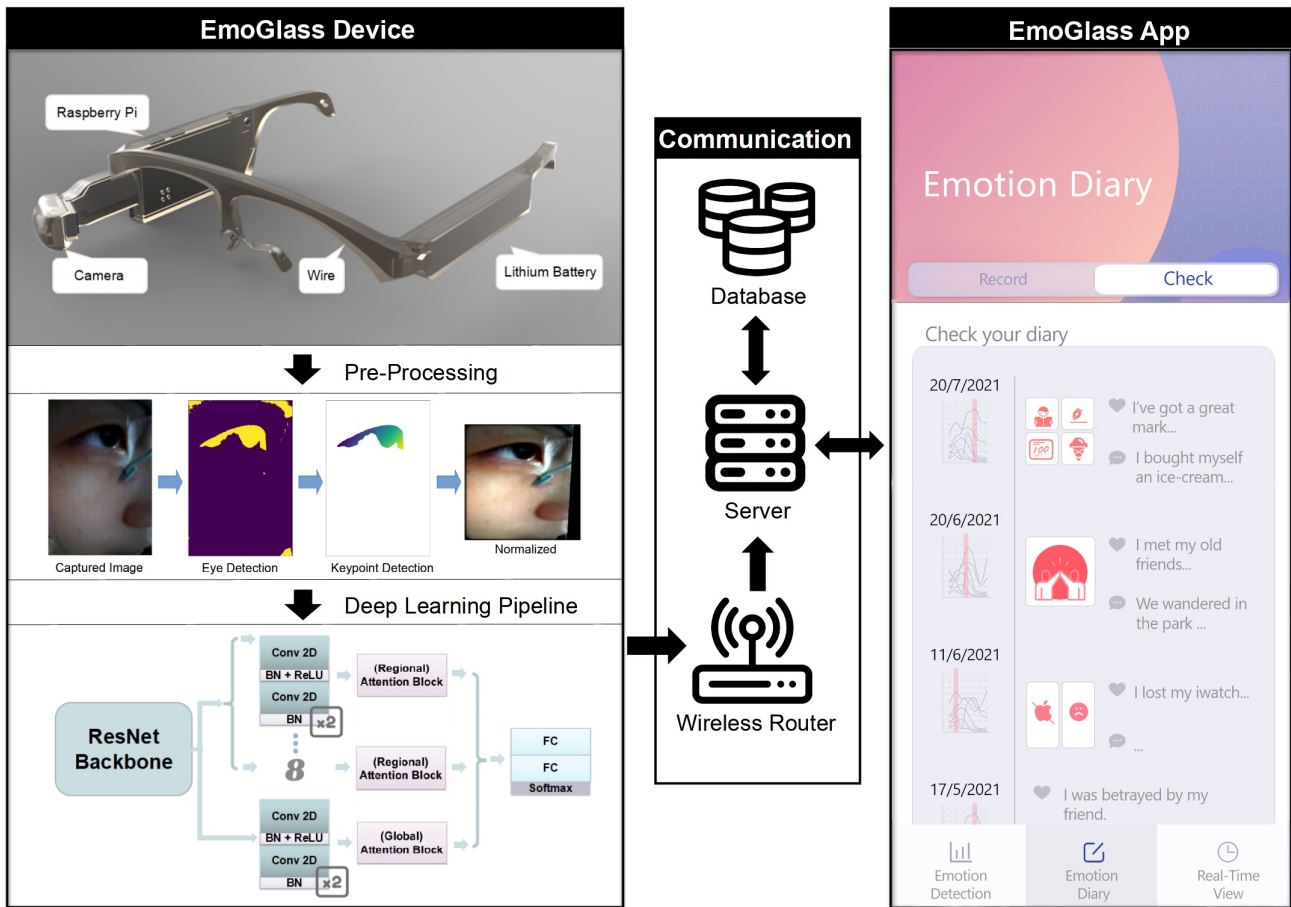 EmoGlass Device
Raspberry Pi
Camera
Wire
Lithium Battery
Pre-Processing
Captured Image
Eye Detection
Keypoint Detection
Normalized
Deep Learning Pipeline
ResNet
Backbone
Conv 2D
BN + ReLU
Conv 2D
BN
x2
8
Conv 2D
BN + ReLU
Conv 2D
BN
x2
(Regional)
Attention Block
(Regional)
Attention Block
(Global)
Attention Block
FC
FC
Softmax
Communication
Database
Server
Wireless Router
EmoGlass App
Emotion Diary
Record
Check
Check your diary
20/7/2021
100
I've got a great
mark...
I bought myself
an ice-cream...
20/6/2021
I met my old
friends...
We wandered in
the park ...
11/6/2021
I lost my iwatch...
...
17/5/2021
I was betrayed by my
friend.
Emotion
Detection
Emotion
Diary
Real-Time
View